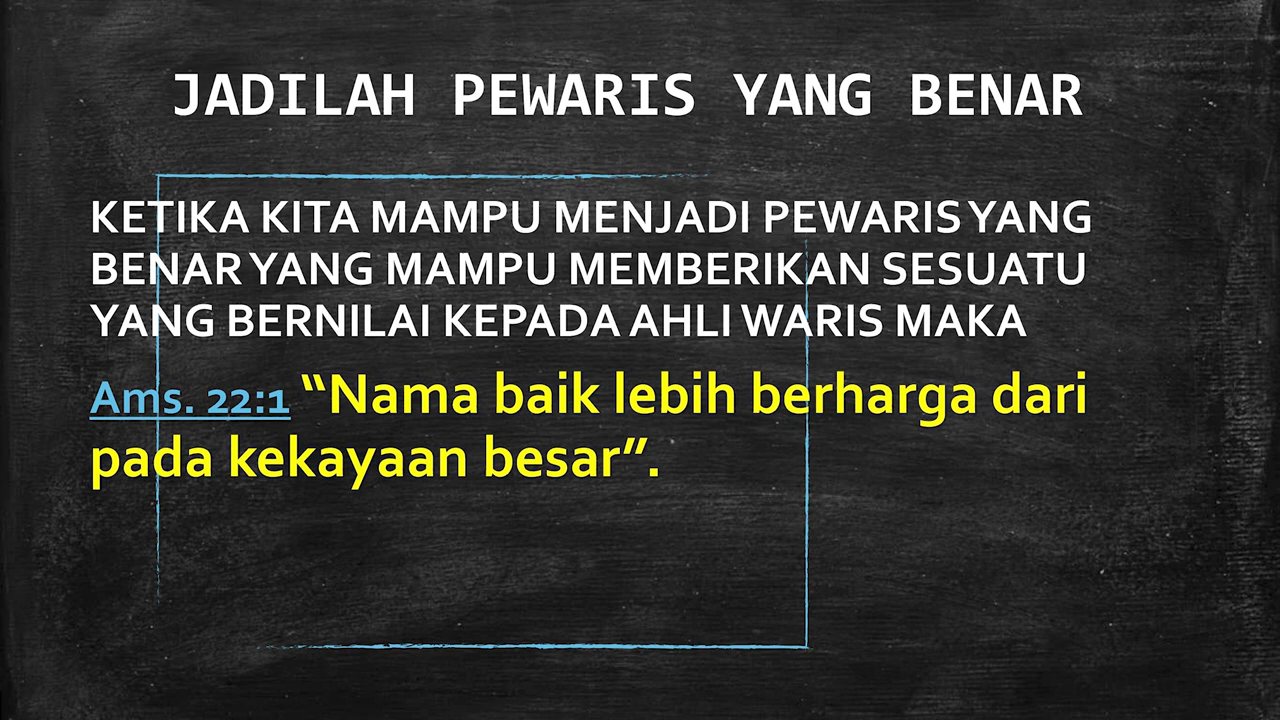 JADILAH PEWARIS YANG BENAR
KETIKA KITA MAMPU MENJADI PEWARIS YANG
BENAR YANG MAMPU MEMBERIKAN SESUATU
YANG BERNILAI KEPADA AHLI WARIS MAKA
Ams. 22:1 “Nama baik lebih berharga dari
pada kekayaan besar”.